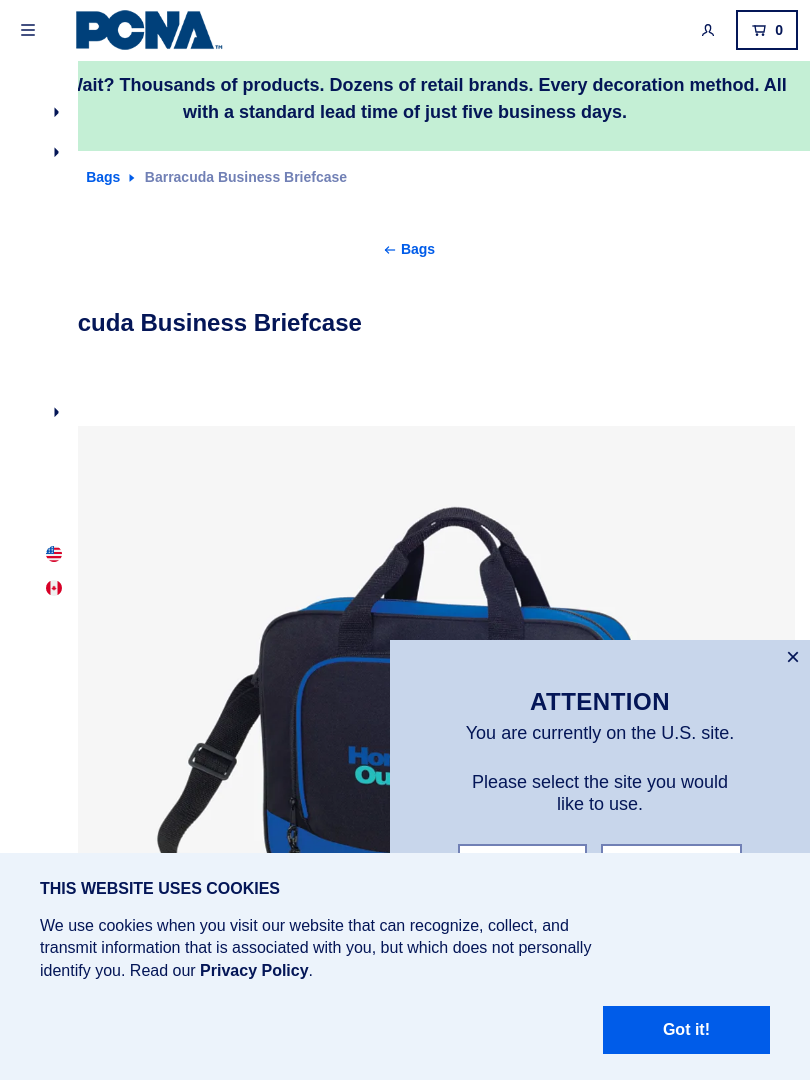 PCNA™
0
Wait? Thousands of products. Dozens of retail brands. Every decoration method. All
with a standard lead time of just five business days.
Bags
Barracuda Business Briefcase
Bags
cuda Business Briefcase
ATTENTION
You are currently on the U.S. site.
Please select the site you would
like to use.
THIS WEBSITE USES COOKIES
We use cookies when you visit our website that can recognize, collect, and
transmit information that is associated with you, but which does not personally
identify you. Read our Privacy Policy.
Got it!